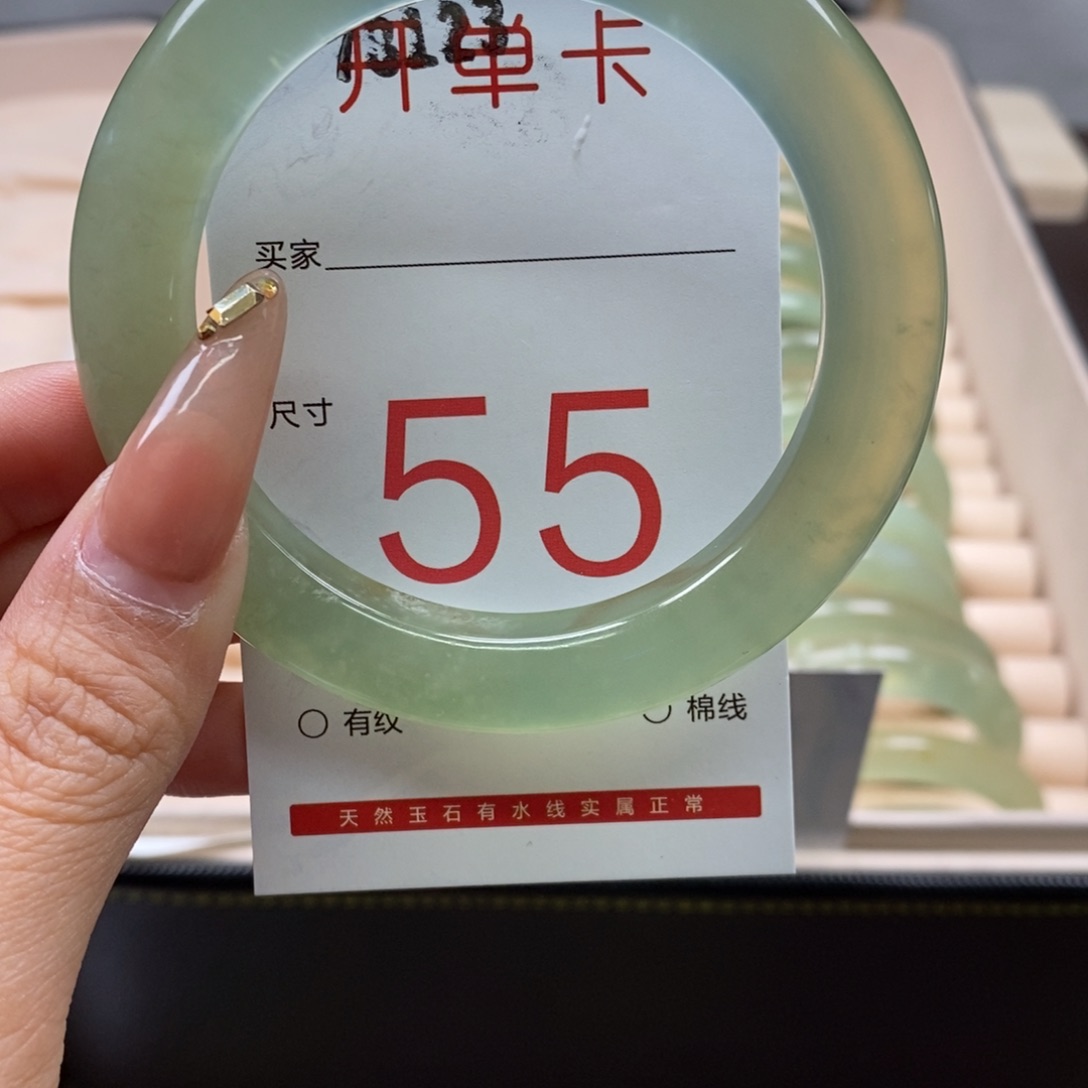 开单卡
买家
尺寸 55
有纹 棉线
天然玉石有水线实属正常